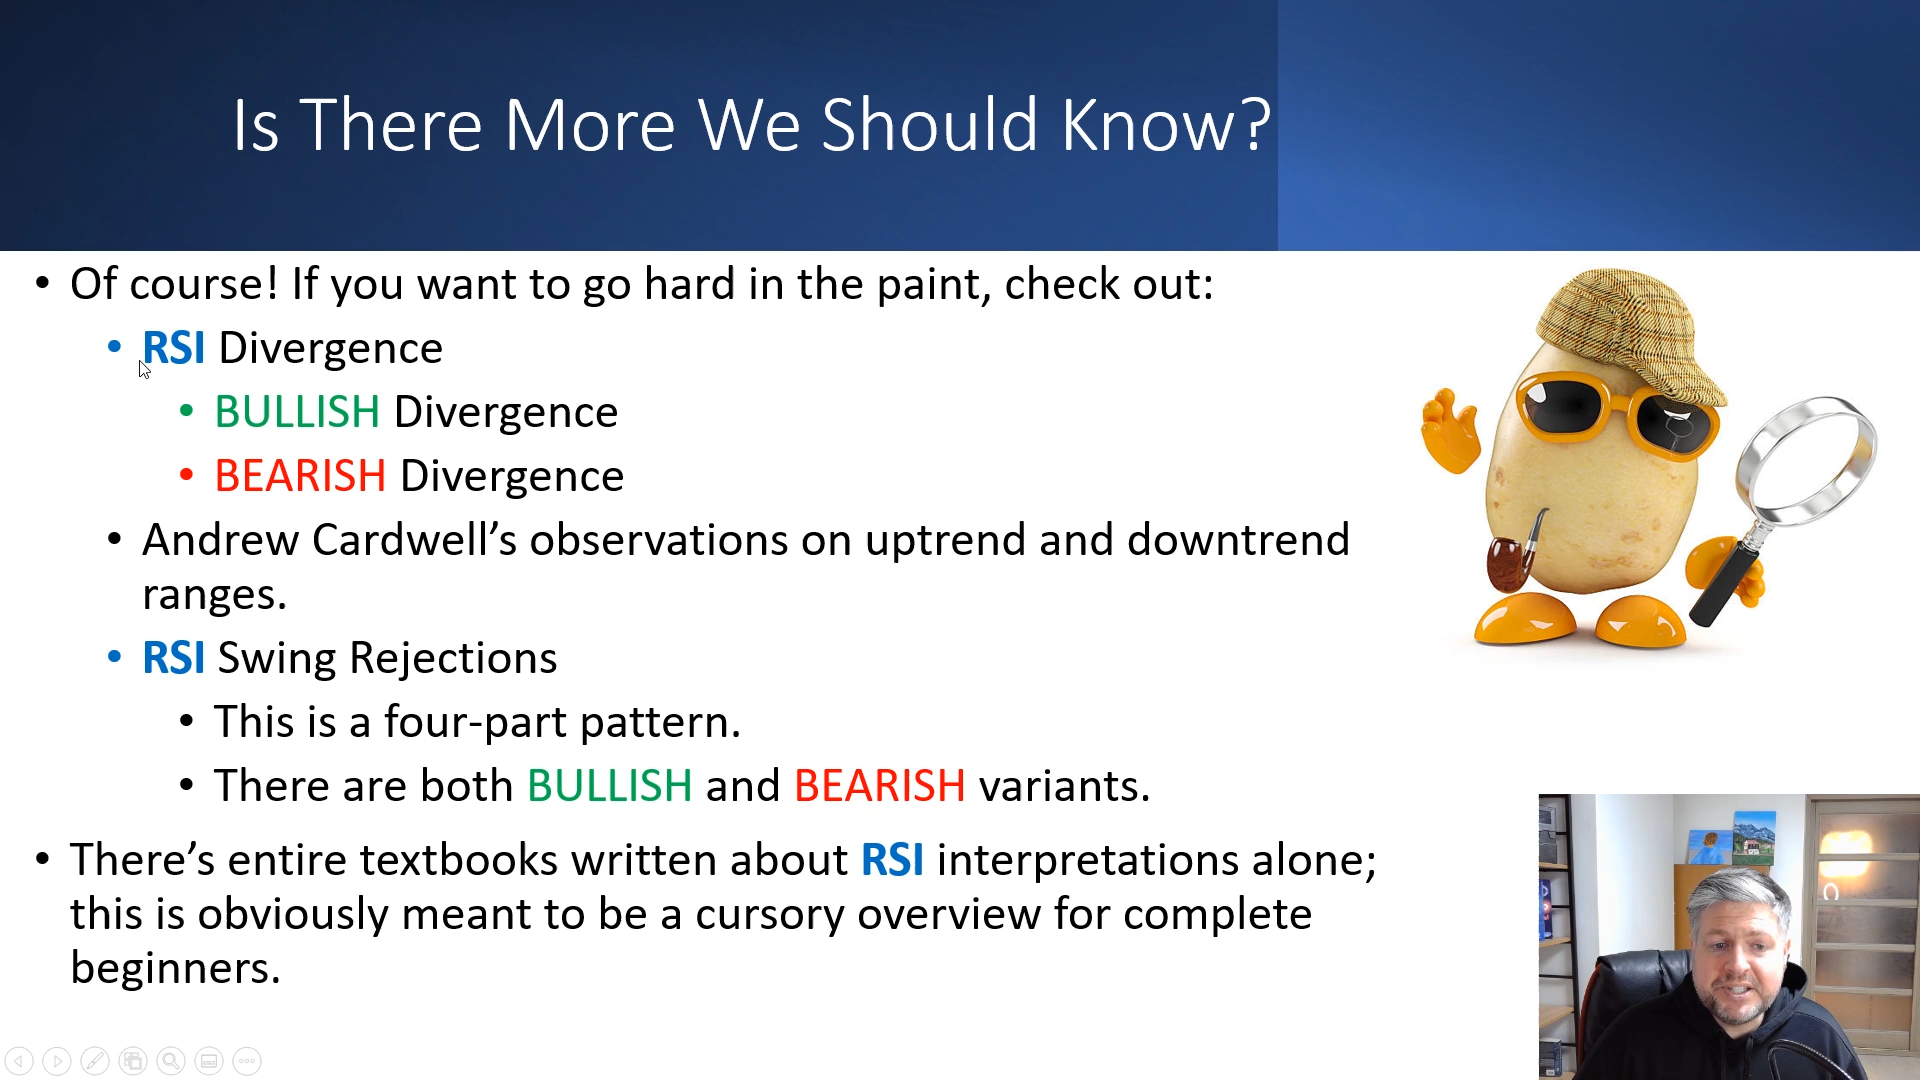 Is There More We Should Know?
• Of course! If you want to go hard in the paint, check out:
• RSI Divergence
• BULLISH Divergence
• BEARISH Divergence
• Andrew Cardwell’s observations on uptrend and downtrend
ranges.
• RSI Swing Rejections
• This is a four-part pattern.
• There are both BULLISH and BEARISH variants.
• There’s entire textbooks written about RSI interpretations alone;
this is obviously meant to be a cursory overview for complete
beginners.